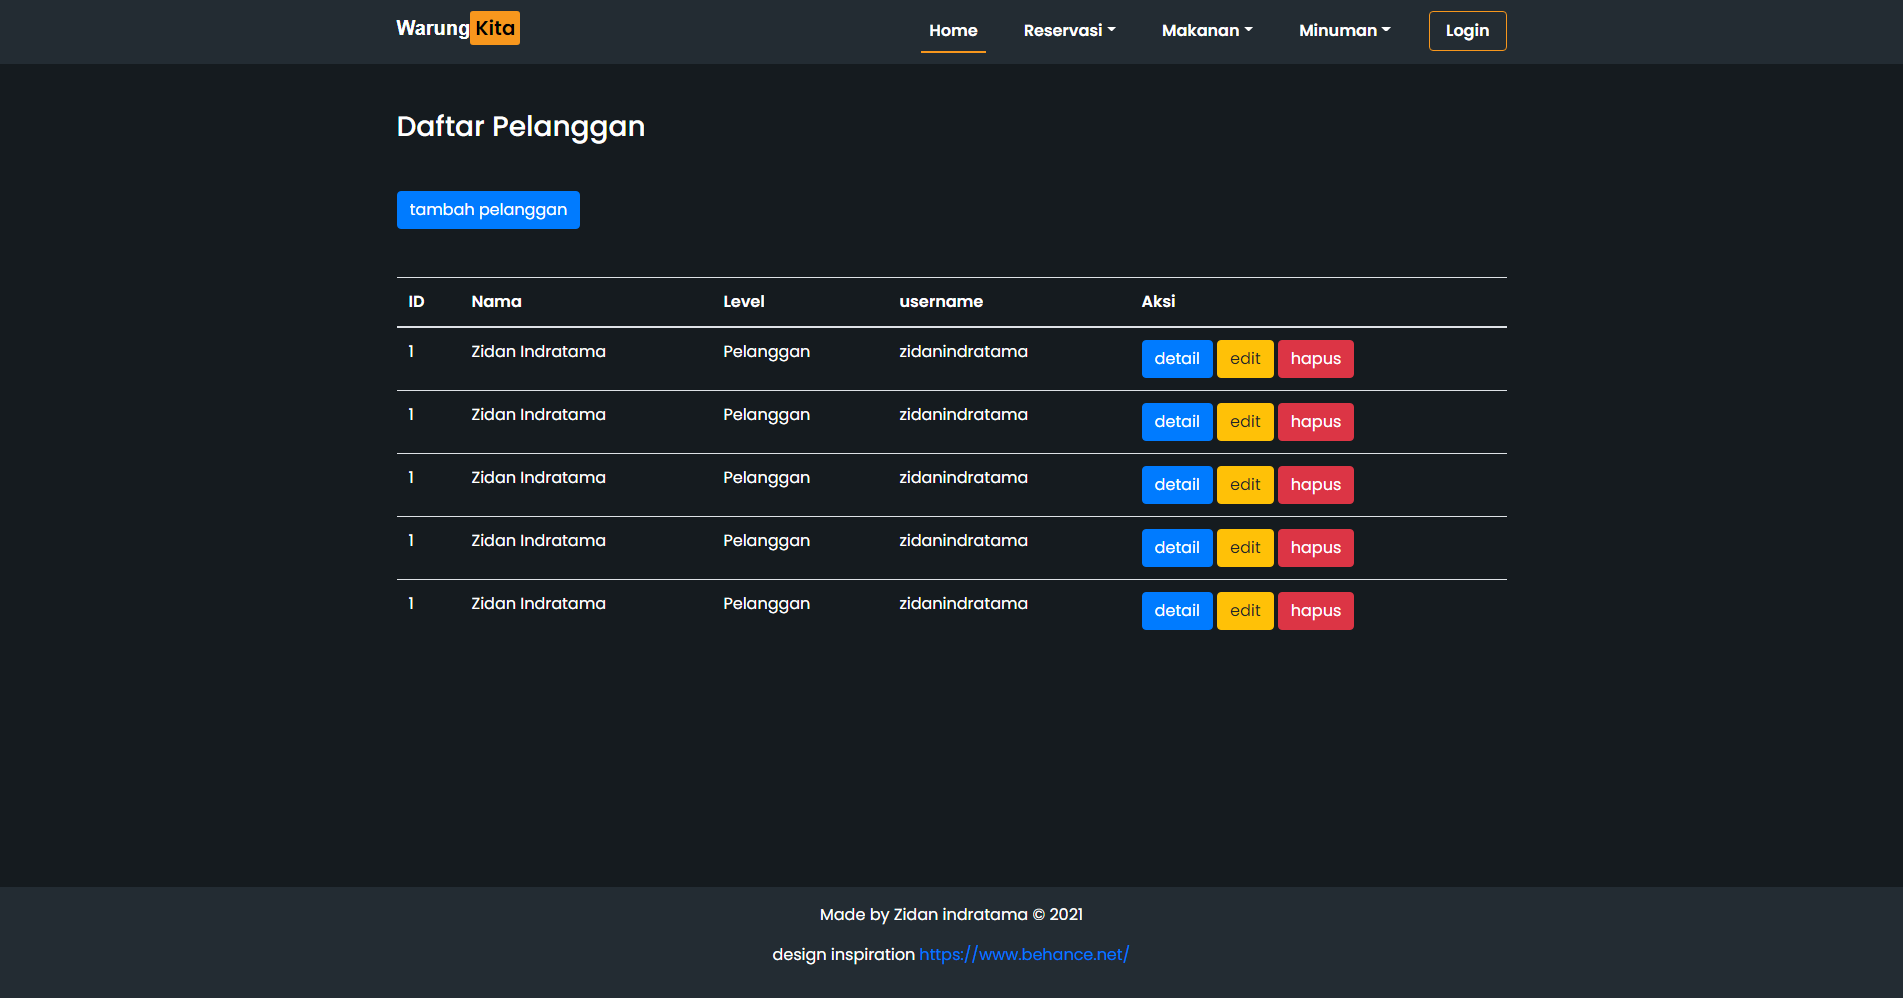 WarungKita Home Reservasi Makanan Minuman Login
Daftar Pelanggan
tambah pelanggan
ID Nama Level username Aksi
1 Zidan Indratama Pelanggan zidanindratama detail edit hapus
1 Zidan Indratama Pelanggan zidanindratama detail edit hapus
1 Zidan Indratama Pelanggan zidanindratama detail edit hapus
1 Zidan Indratama Pelanggan zidanindratama detail edit hapus
1 Zidan Indratama Pelanggan zidanindratama detail edit hapus
Made by Zidan indratama © 2021
design inspiration https://www.behance.net/